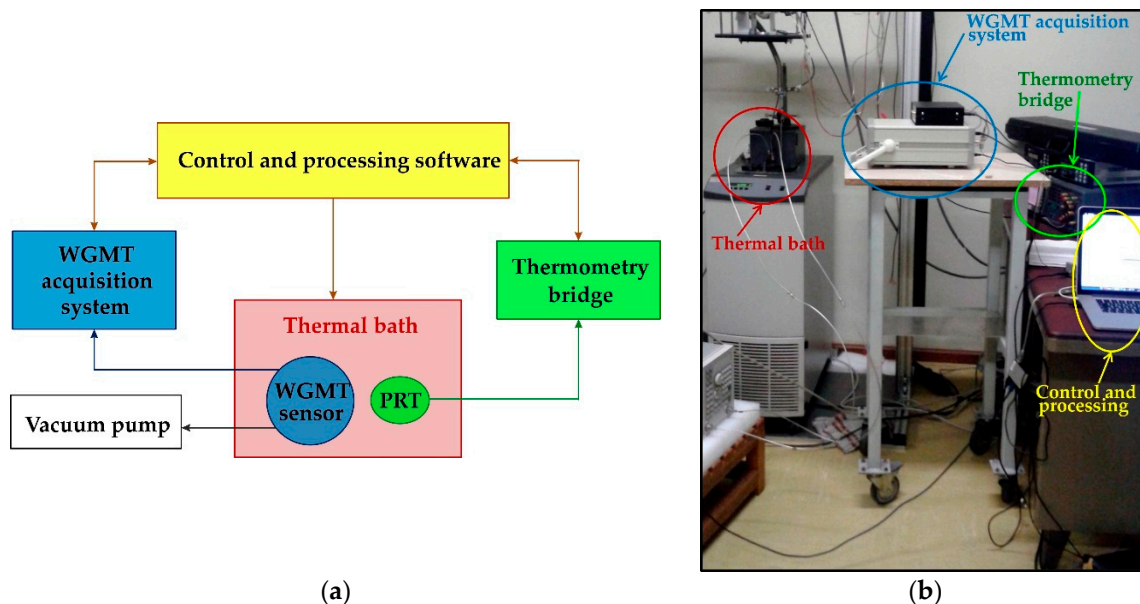 Control and processing software
WGMT
acquisition
system
Thermometry
bridge
Thermal bath
WGMT
sensor
PRT
Vacuum pump
(a)
WGMT acquisition
system
Thermometry
bridge
Thermal bath
Control and
processing
(b)